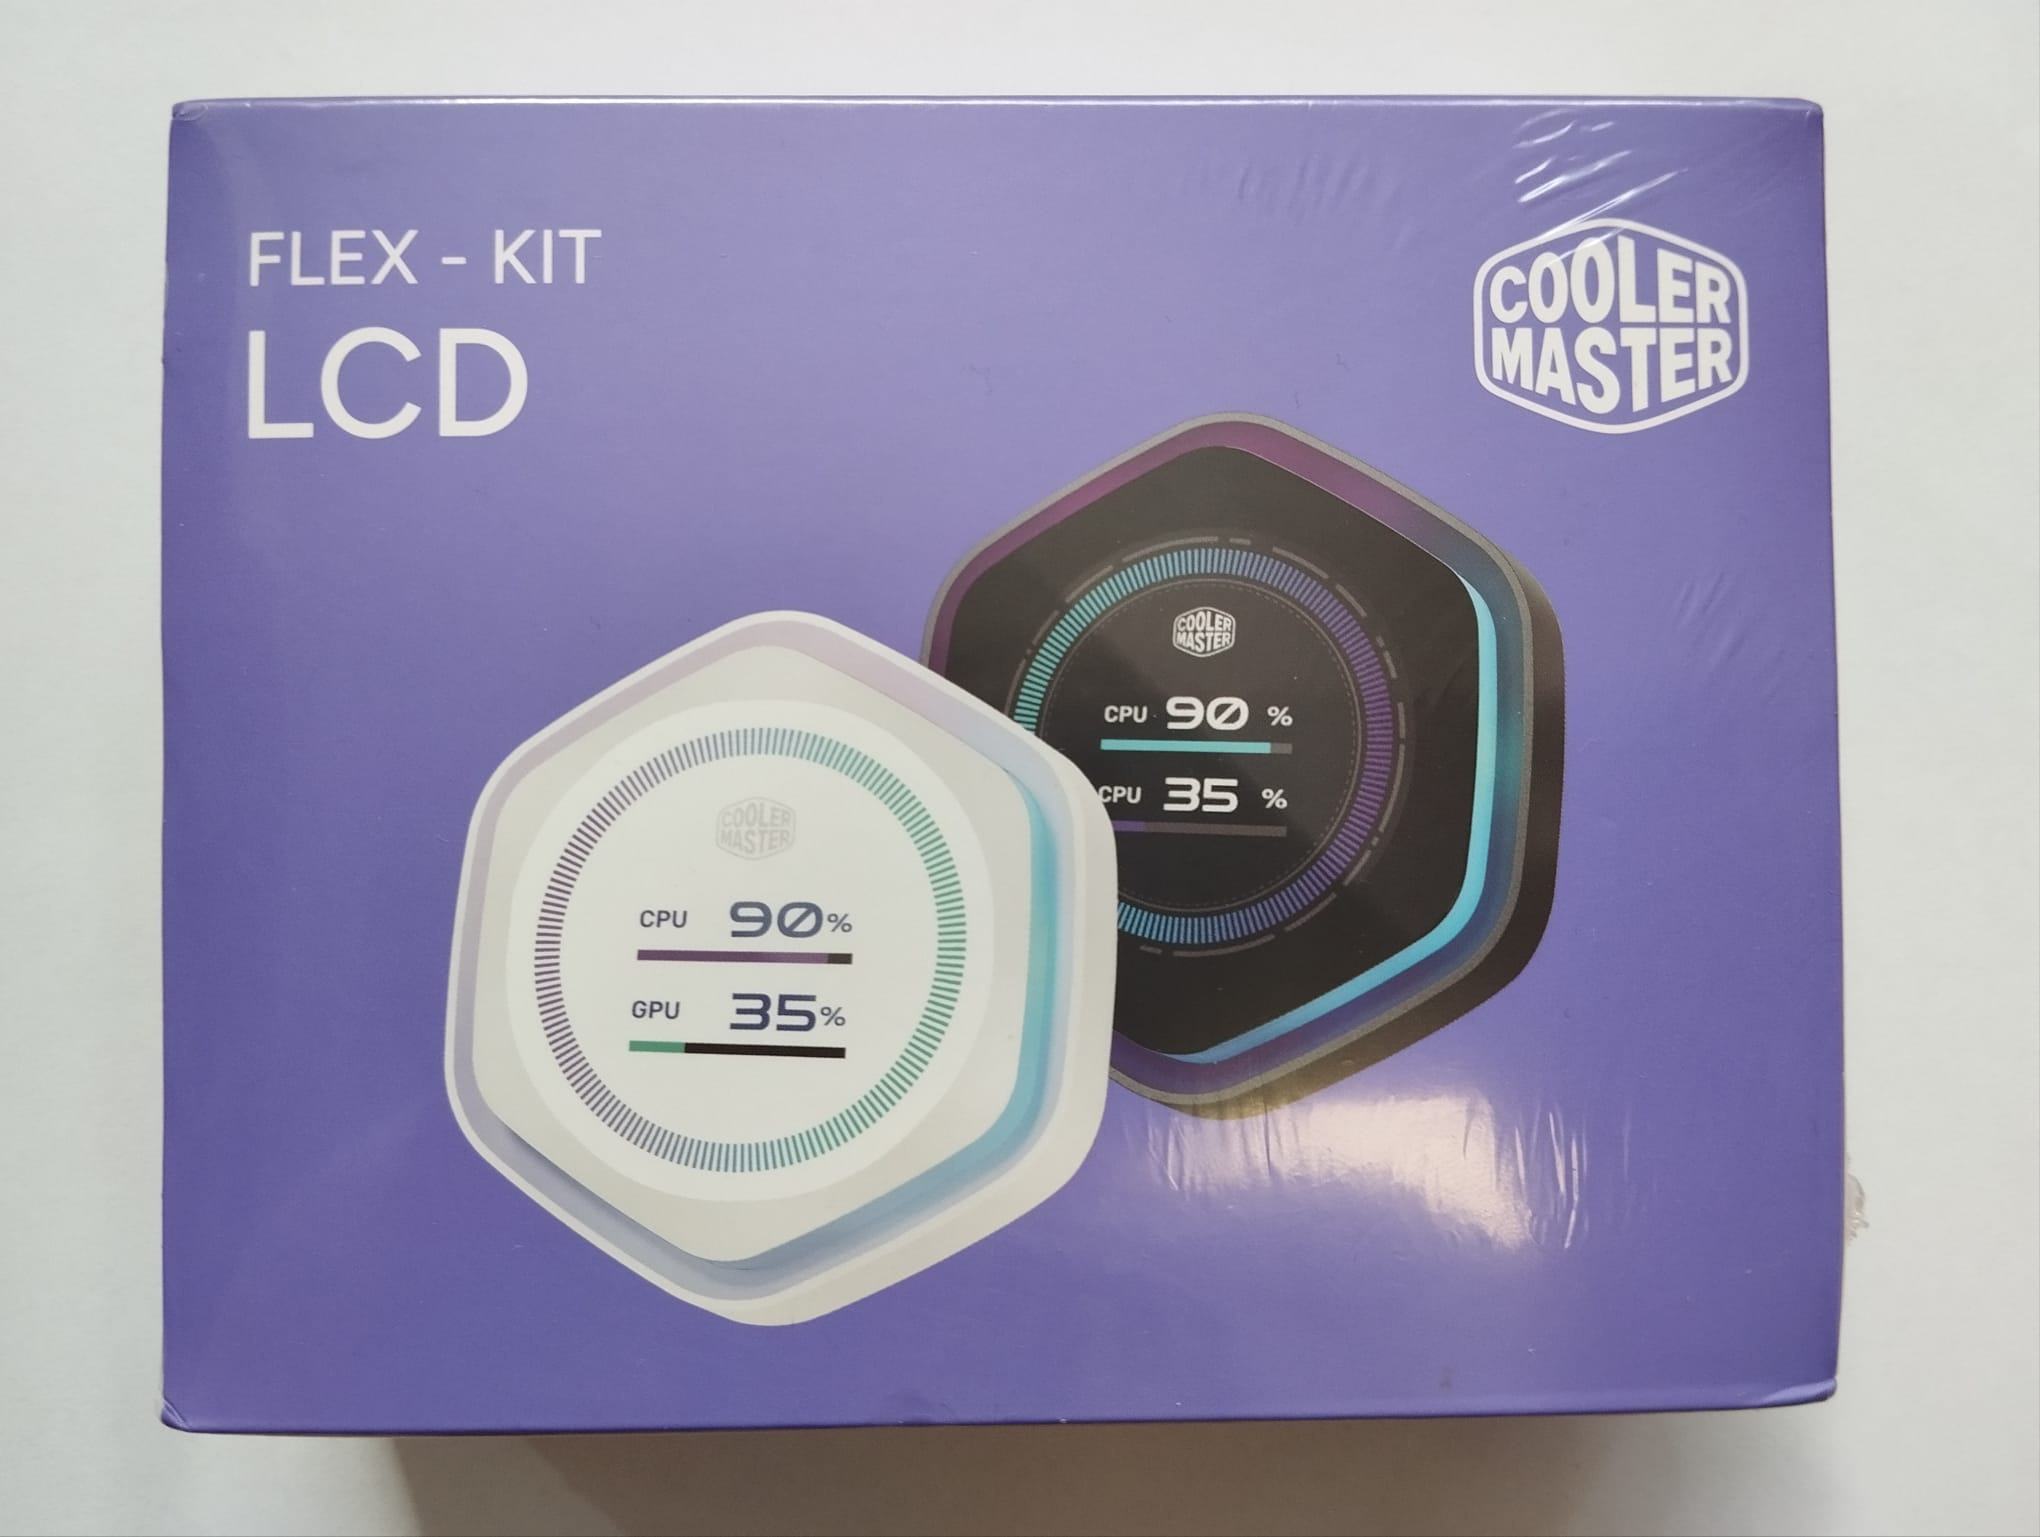 FLEX - KIT
LCD
COOLER
MASTER
COOLER
MASTER
CPU 90 %
CPU 35 %
COOLER
MASTER
CPU 90%
GPU 35%